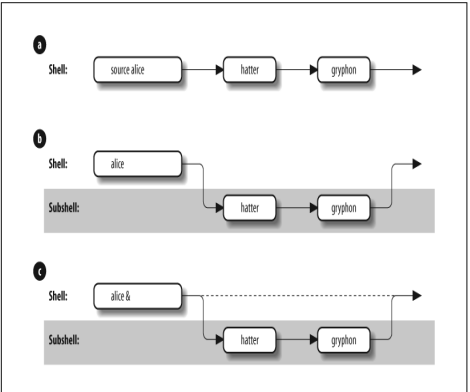 a
Shell: source alice hatter gryphon
b
Shell: alice
Subshell: hatter gryphon
c
Shell: alice &
Subshell: hatter gryphon